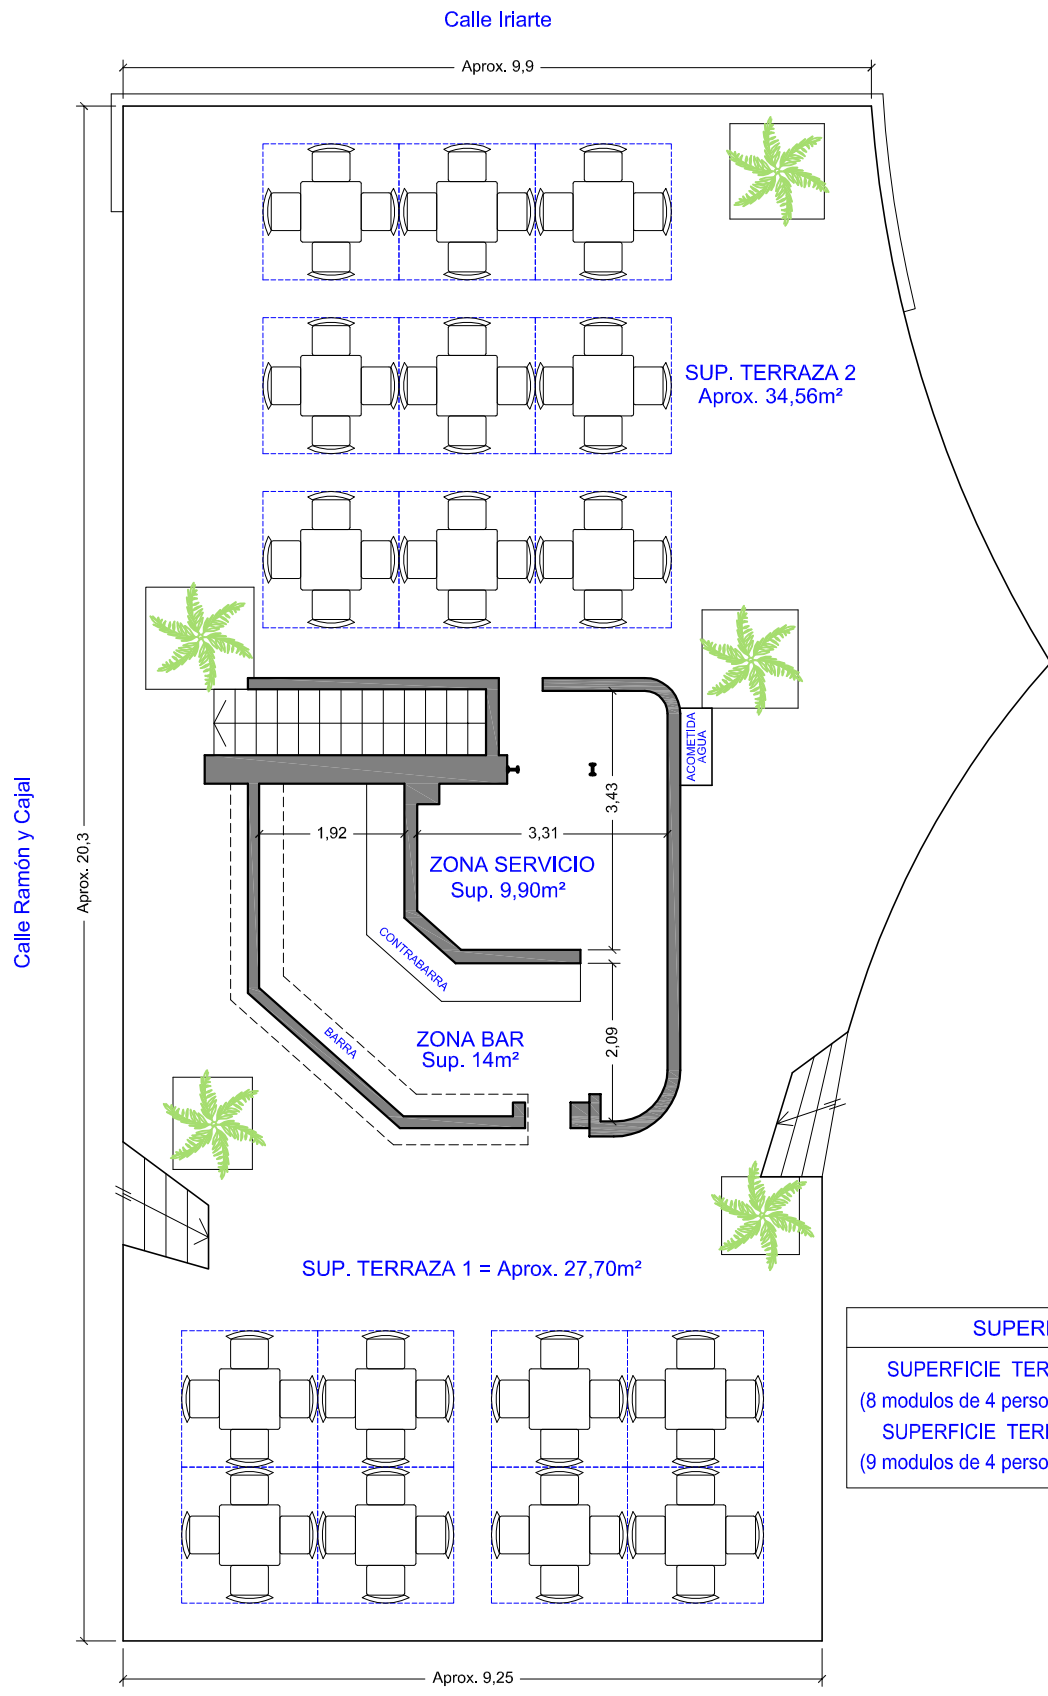 Calle Iriarte
Aprox. 9,9
SUP. TERRAZA 2
Aprox. 34,56m²
ACOMETIDA
AGUA
Calle Ramón y Cajal
Aprox. 20,3
3,43
1,92
3,31
ZONA SERVICIO
Sup. 9,90m²
CONTRABARRA
BARRA
ZONA BAR
Sup. 14m²
2,09
SUP. TERRAZA 1 = Aprox. 27,70m²
SUPERF
SUPERFICIE TER
(8 modulos de 4 perso
SUPERFICIE TER
(9 modulos de 4 perso
Aprox. 9,25